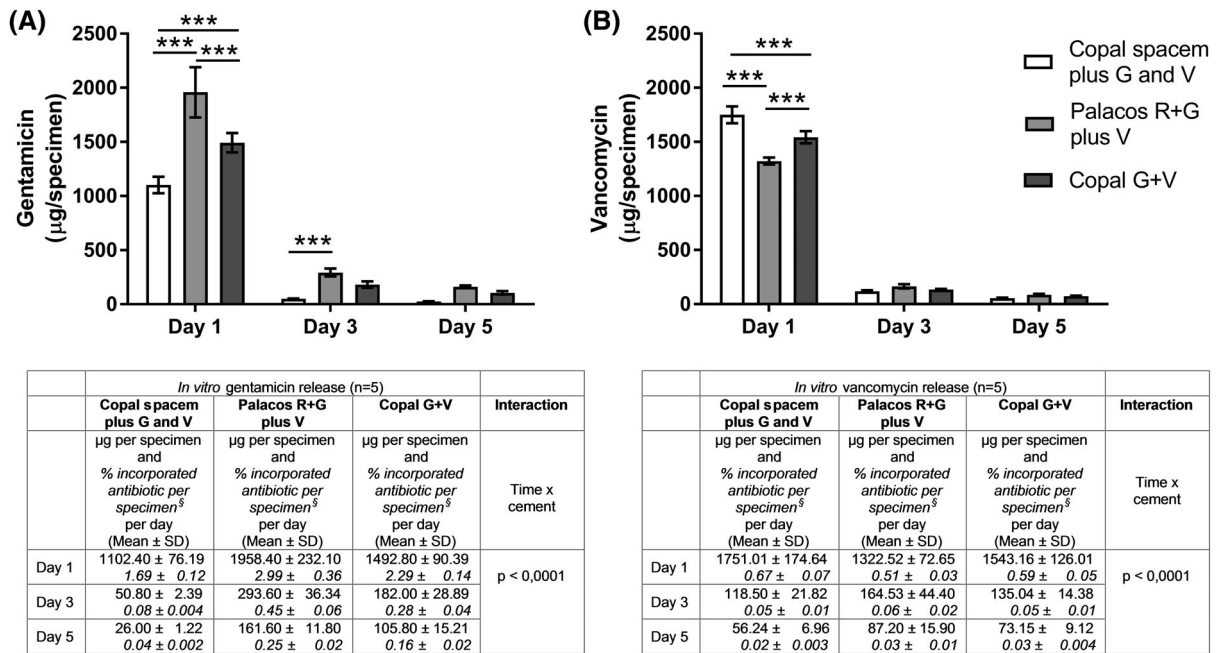 (A)
***
*** ***
2500
2000
1500
1000
500
0
Gentamicin
(µg/specimen)
***
Day 1 Day 3 Day 5
(B)
***
***
***
2500
2000
1500
1000
500
0
Vancomycin
(µg/specimen)
Day 1 Day 3 Day 5
Copal spacem
plus G and V
Palacos R+G
plus V
Copal G+V
In vitro gentamicin release (n=5)
Copal spacem
plus G and V
Palacos R+G
plus V
Copal G+V
Interaction
µg per specimen
and
% incorporated
antibiotic per
specimen§
per day
(Mean ± SD)
µg per specimen
and
% incorporated
antibiotic per
specimen§
per day
(Mean ± SD)
µg per specimen
and
% incorporated
antibiotic per
specimen§
per day
(Mean ± SD)
Time x
cement
Day 1 1102.40 ± 76.19 1958.40 ± 232.10 1492.80 ± 90.39
1.69 ± 0.12 2.99 ± 0.36 2.29 ± 0.14
p < 0,0001
Day 3 50.80 ± 2.39 293.60 ± 36.34 182.00 ± 28.89
0.08 ± 0.004 0.45 ± 0.06 0.28 ± 0.04
Day 5 26.00 ± 1.22 161.60 ± 11.80 105.80 ± 15.21
0.04 ± 0.002 0.25 ± 0.02 0.16 ± 0.02
In vitro vancomycin release (n=5)
Copal spacem
plus G and V
Palacos R+G
plus V
Copal G+V
Interaction
µg per specimen
and
% incorporated
antibiotic per
specimen§
per day
(Mean ± SD)
µg per specimen
and
% incorporated
antibiotic per
specimen§
per day
(Mean ± SD)
µg per specimen
and
% incorporated
antibiotic per
specimen§
per day
(Mean ± SD)
Time x
cement
Day 1 1751.01 ± 174.64 1322.52 ± 72.65 1543.16 ± 126.01
0.67 ± 0.07 0.51 ± 0.03 0.59 ± 0.05
p < 0,0001
Day 3 118.50 ± 21.82 164.53 ± 44.40 135.04 ± 14.38
0.05 ± 0.01 0.06 ± 0.02 0.05 ± 0.01
Day 5 56.24 ± 6.96 87.20 ± 15.90 73.15 ± 9.12
0.02 ± 0.003 0.03 ± 0.01 0.03 ± 0.004